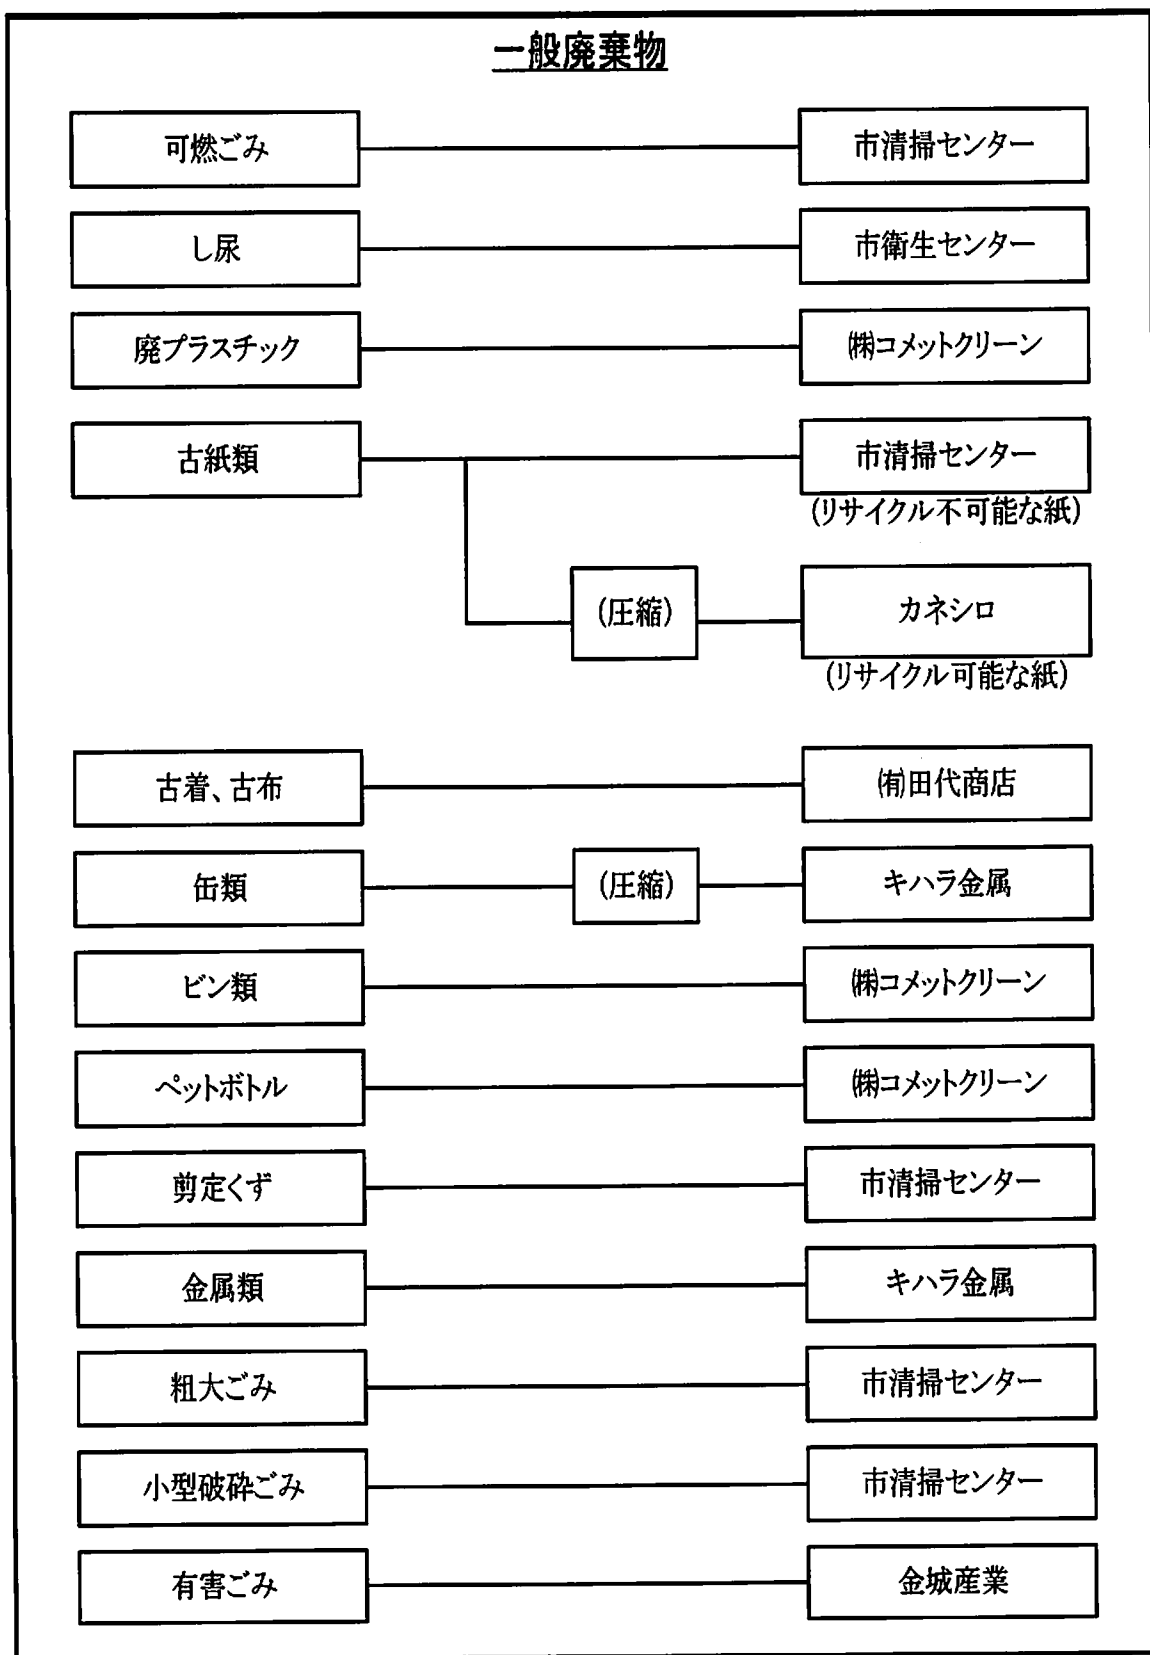 一般廃棄物
可燃ごみ 市清掃センター
し尿 市衛生センター
廃プラスチック ㈱コメットクリーン
古紙類 市清掃センター
(リサイクル不可能な紙)
(圧縮) カネシロ
(リサイクル可能な紙)
古着、古布 ㈲田代商店
缶類 (圧縮) キハラ金属
ビン類 ㈱コメットクリーン
ペットボトル ㈱コメットクリーン
剪定くず 市清掃センター
金属類 キハラ金属
粗大ごみ 市清掃センター
小型破砕ごみ 市清掃センター
有害ごみ 金城産業